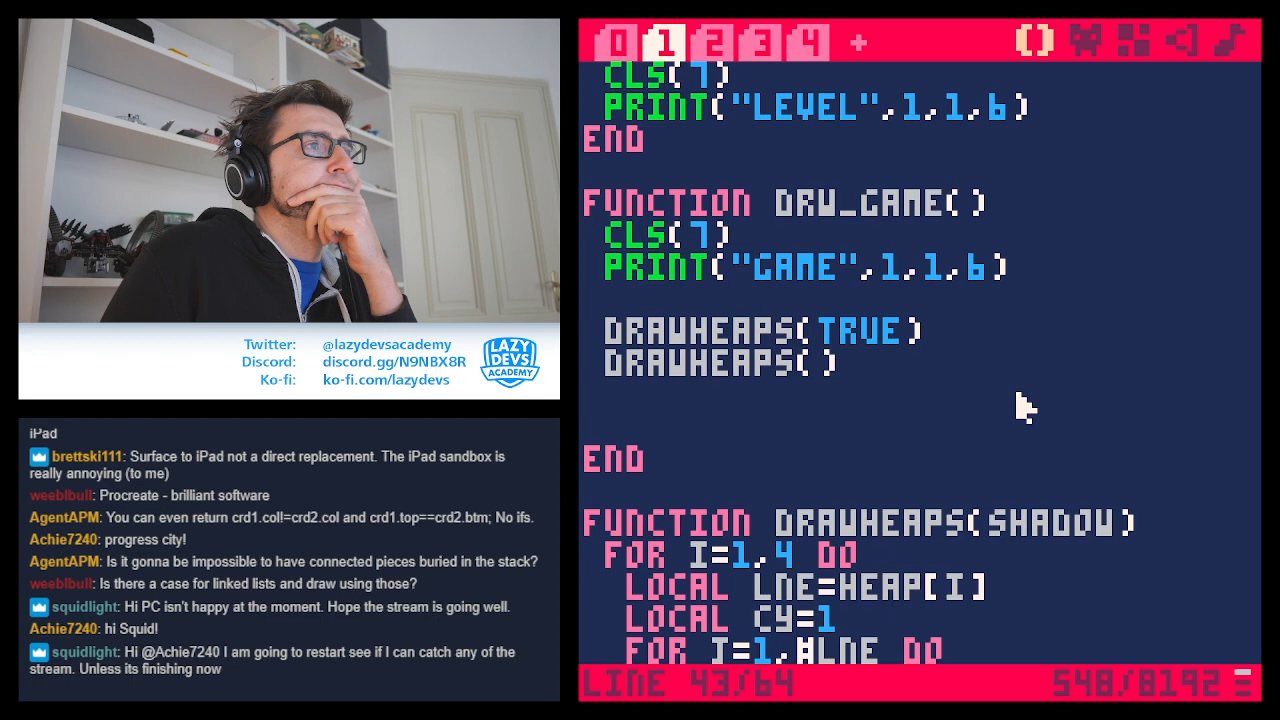 Twitter: @lazydevsacademy
Discord: discord.gg/N9NBX8R
Ko-fi: ko-fi.com/lazydevs
LAZY
DEVS
ACADEMY
iPad
brettski111: Surface to iPad not a direct replacement. The iPad sandbox is
really annoying (to me)
weeblbull: Procreate - brilliant software
AgentAPM: You can even return crd1.col!=crd2.col and crd1.top==crd2.btm; No ifs.
Achie7240: progress city!
AgentAPM: Is it gonna be impossible to have connected pieces buried in the stack?
weeblbull: Is there a case for linked lists and draw using those?
squidlight: Hi PC isn't happy at the moment. Hope the stream is going well.
Achie7240: hi Squid!
squidlight: Hi @Achie7240 I am going to restart see if I can catch any of the
stream. Unless its finishing now
0 1 2 3 4 +
CLS(7)
PRINT("LEVEL",1,1,6)
END
FUNCTION DRW_GAME()
CLS(7)
PRINT("GAME",1,1,6)
DRAWHEAPS(TRUE)
DRAWHEAPS()
END
FUNCTION DRAWHEAPS(SHADOW)
FOR I=1,4 DO
LOCAL LNE=HEAP[I]
LOCAL CY=1
FOR J=1,#LNE DO
LINE 43/64 548/8192